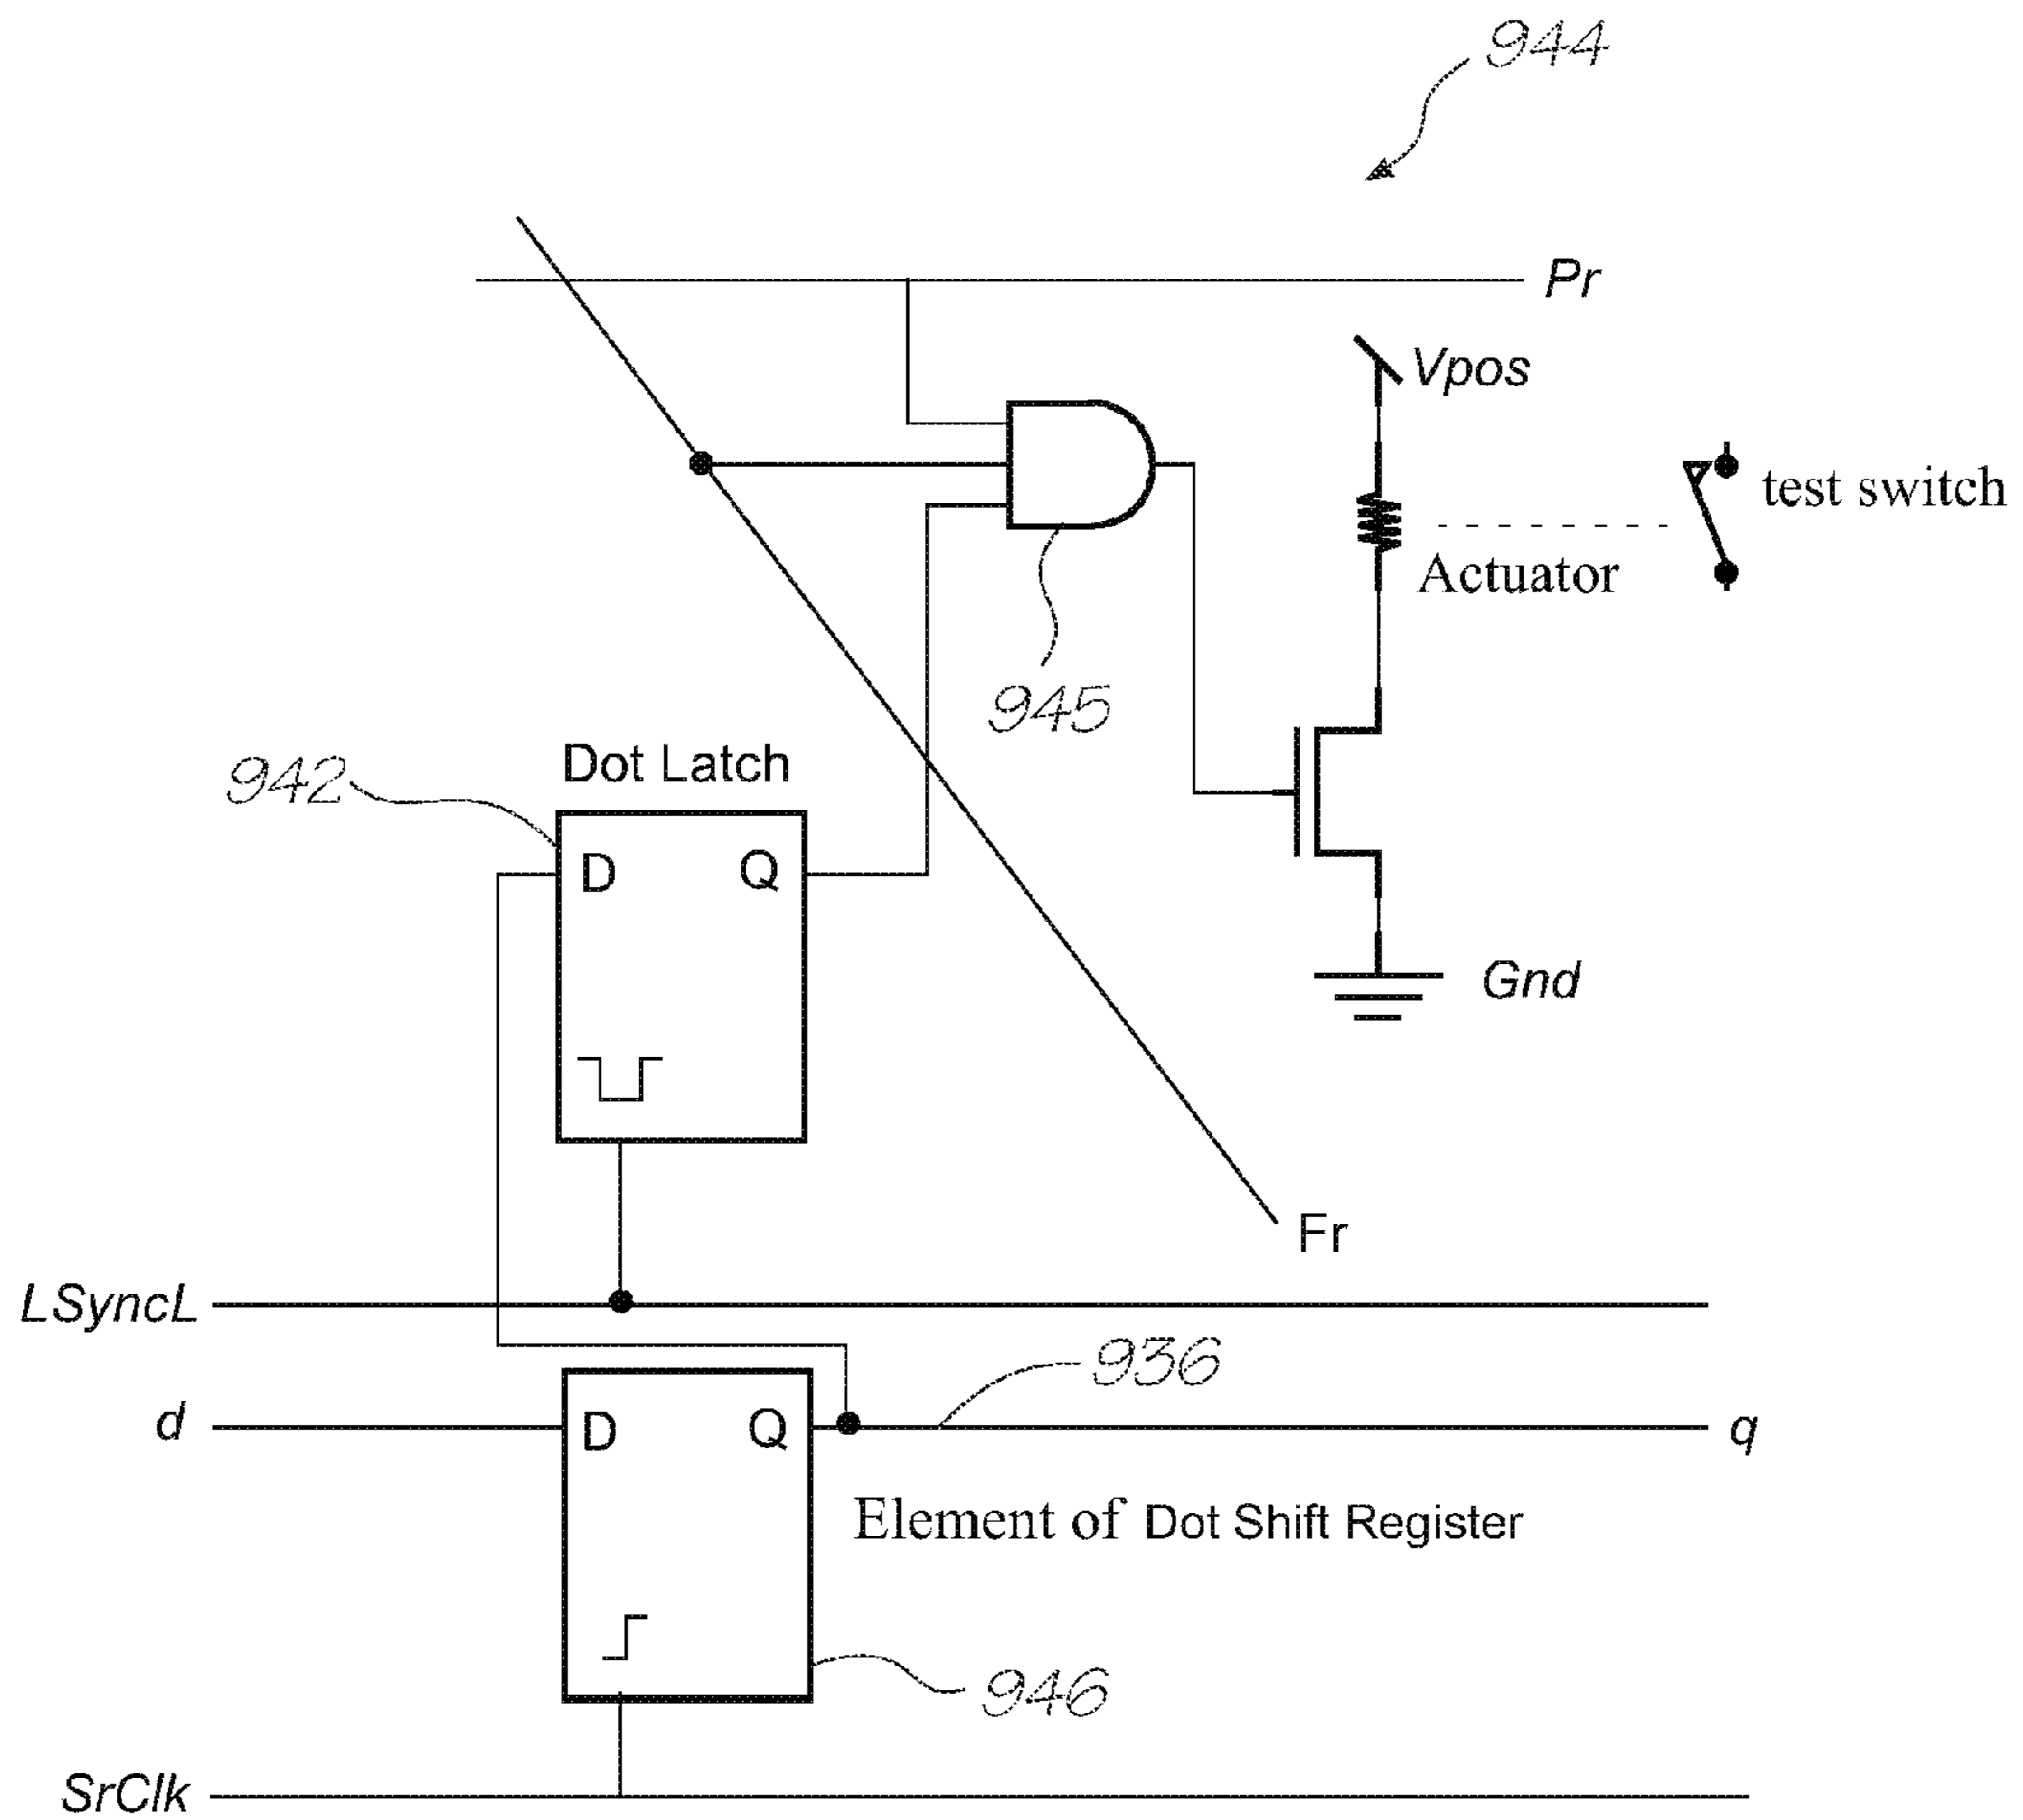 944
Pr
Vpos
test switch
Actuator
945
Dot Latch
942
D Q
Gnd
Fr
LSyncL
936
d
D Q
q
Element of Dot Shift Register
946
SrClk